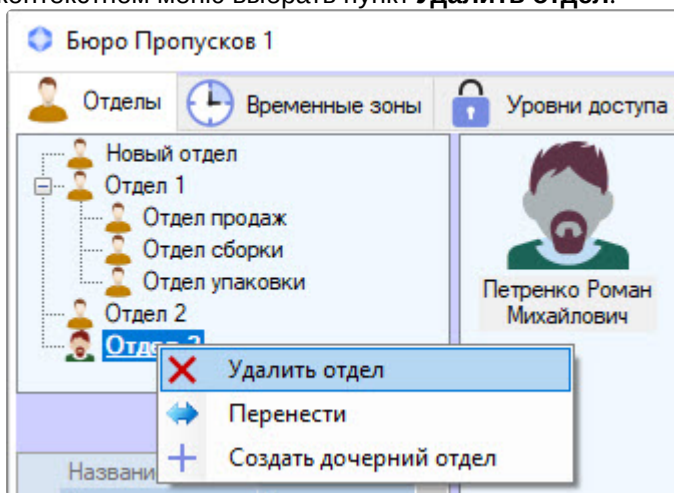 контекстном меню выбрать пункт Удалить отдел.
Бюро Пропусков 1
Отделы
Временные зоны
Уровни доступа
Новый отдел
Отдел 1
Отдел продаж
Отдел сборки
Отдел упаковки
Отдел 2
Петренко Роман
Михайлович
Удалить отдел
Перенести
Создать дочерний отдел